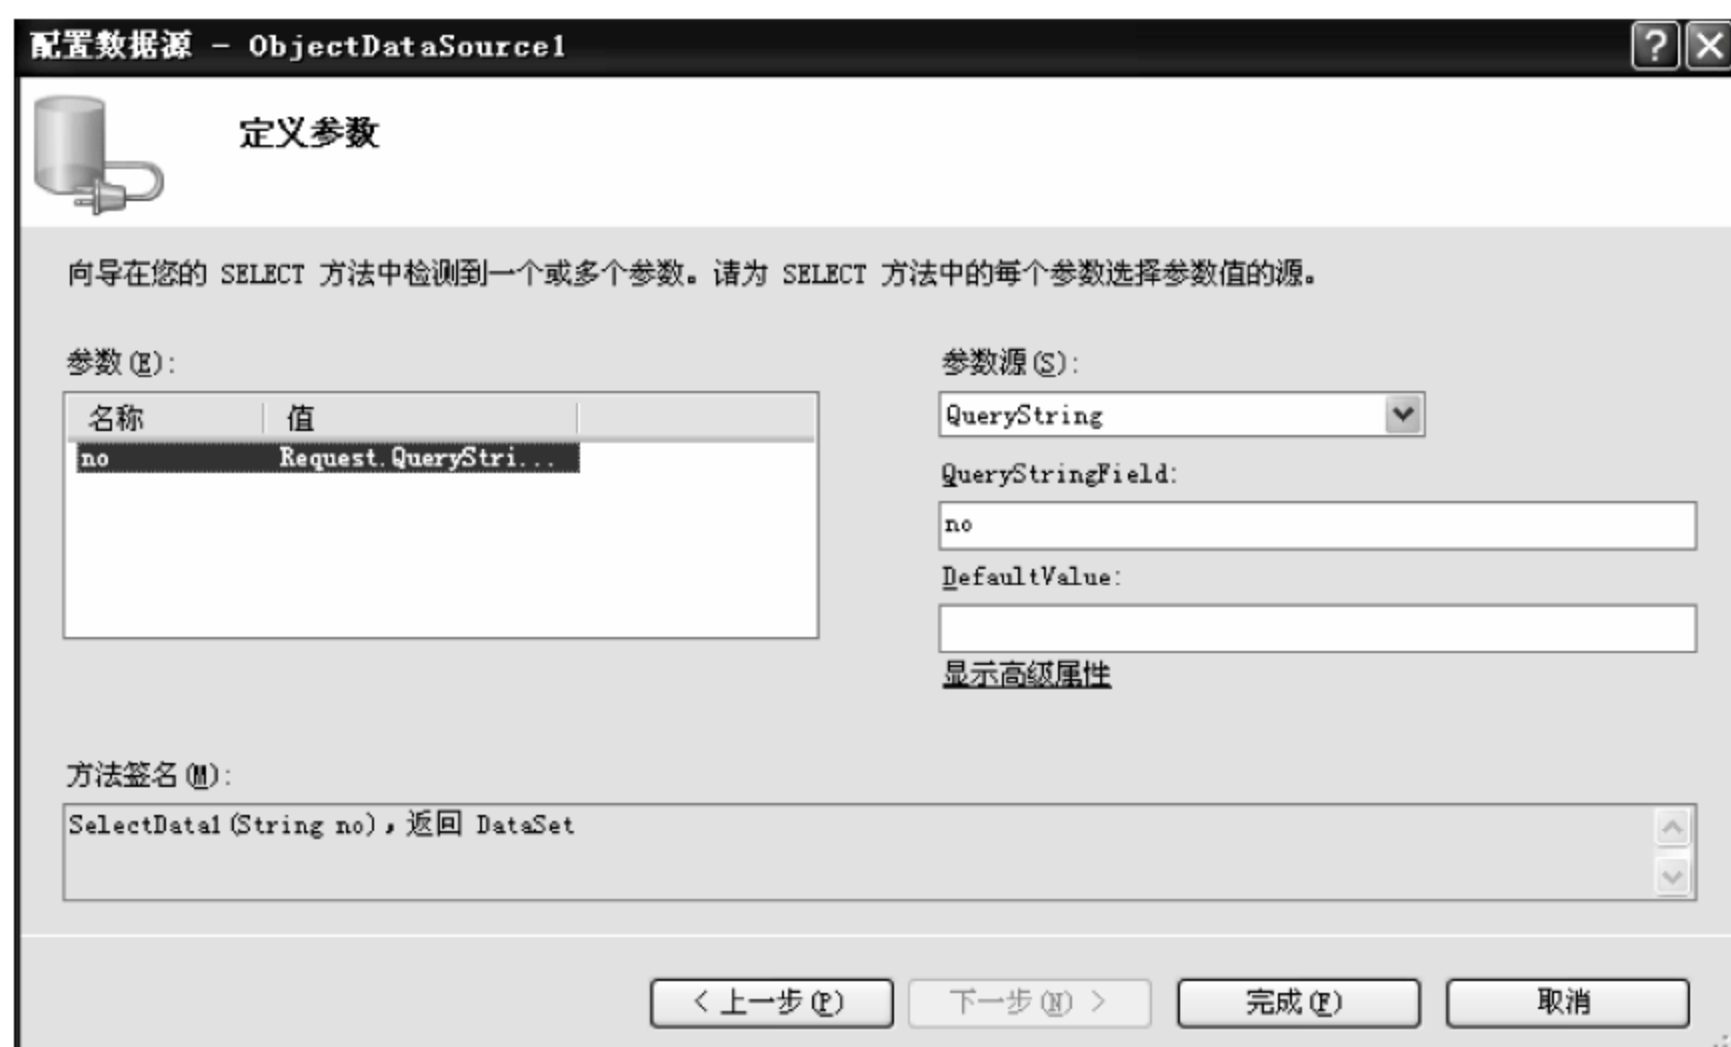 配置数据源 - ObjectDataSource1
定义参数
向导在您的 SELECT 方法中检测到一个或多个参数。请为 SELECT 方法中的每个参数选择参数值的源。
参数(E):
名称 值
no Request.QueryStri...
参数源(S):
QueryString
QueryStringField:
no
DefaultValue:
显示高级属性
方法签名(M):
SelectData1(String no), 返回 DataSet
< 上一步(P) 下一步(N) > 完成(F) 取消